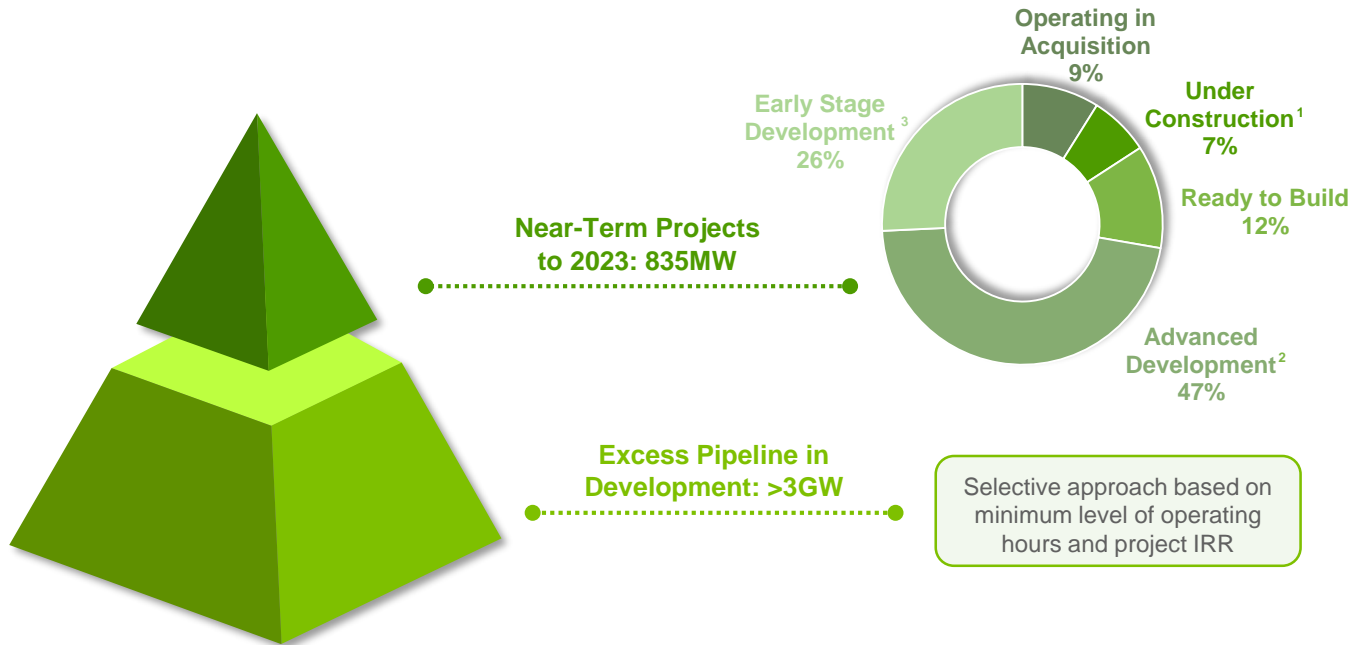 Operating in
Acquisition
9%
Under
Construction¹
7%
Early Stage
Development ³
26%
Ready to Build
12%
Near-Term Projects
to 2023: 835MW
Advanced
Development²
47%
Excess Pipeline in
Development: >3GW
Selective approach based on
minimum level of operating
hours and project IRR